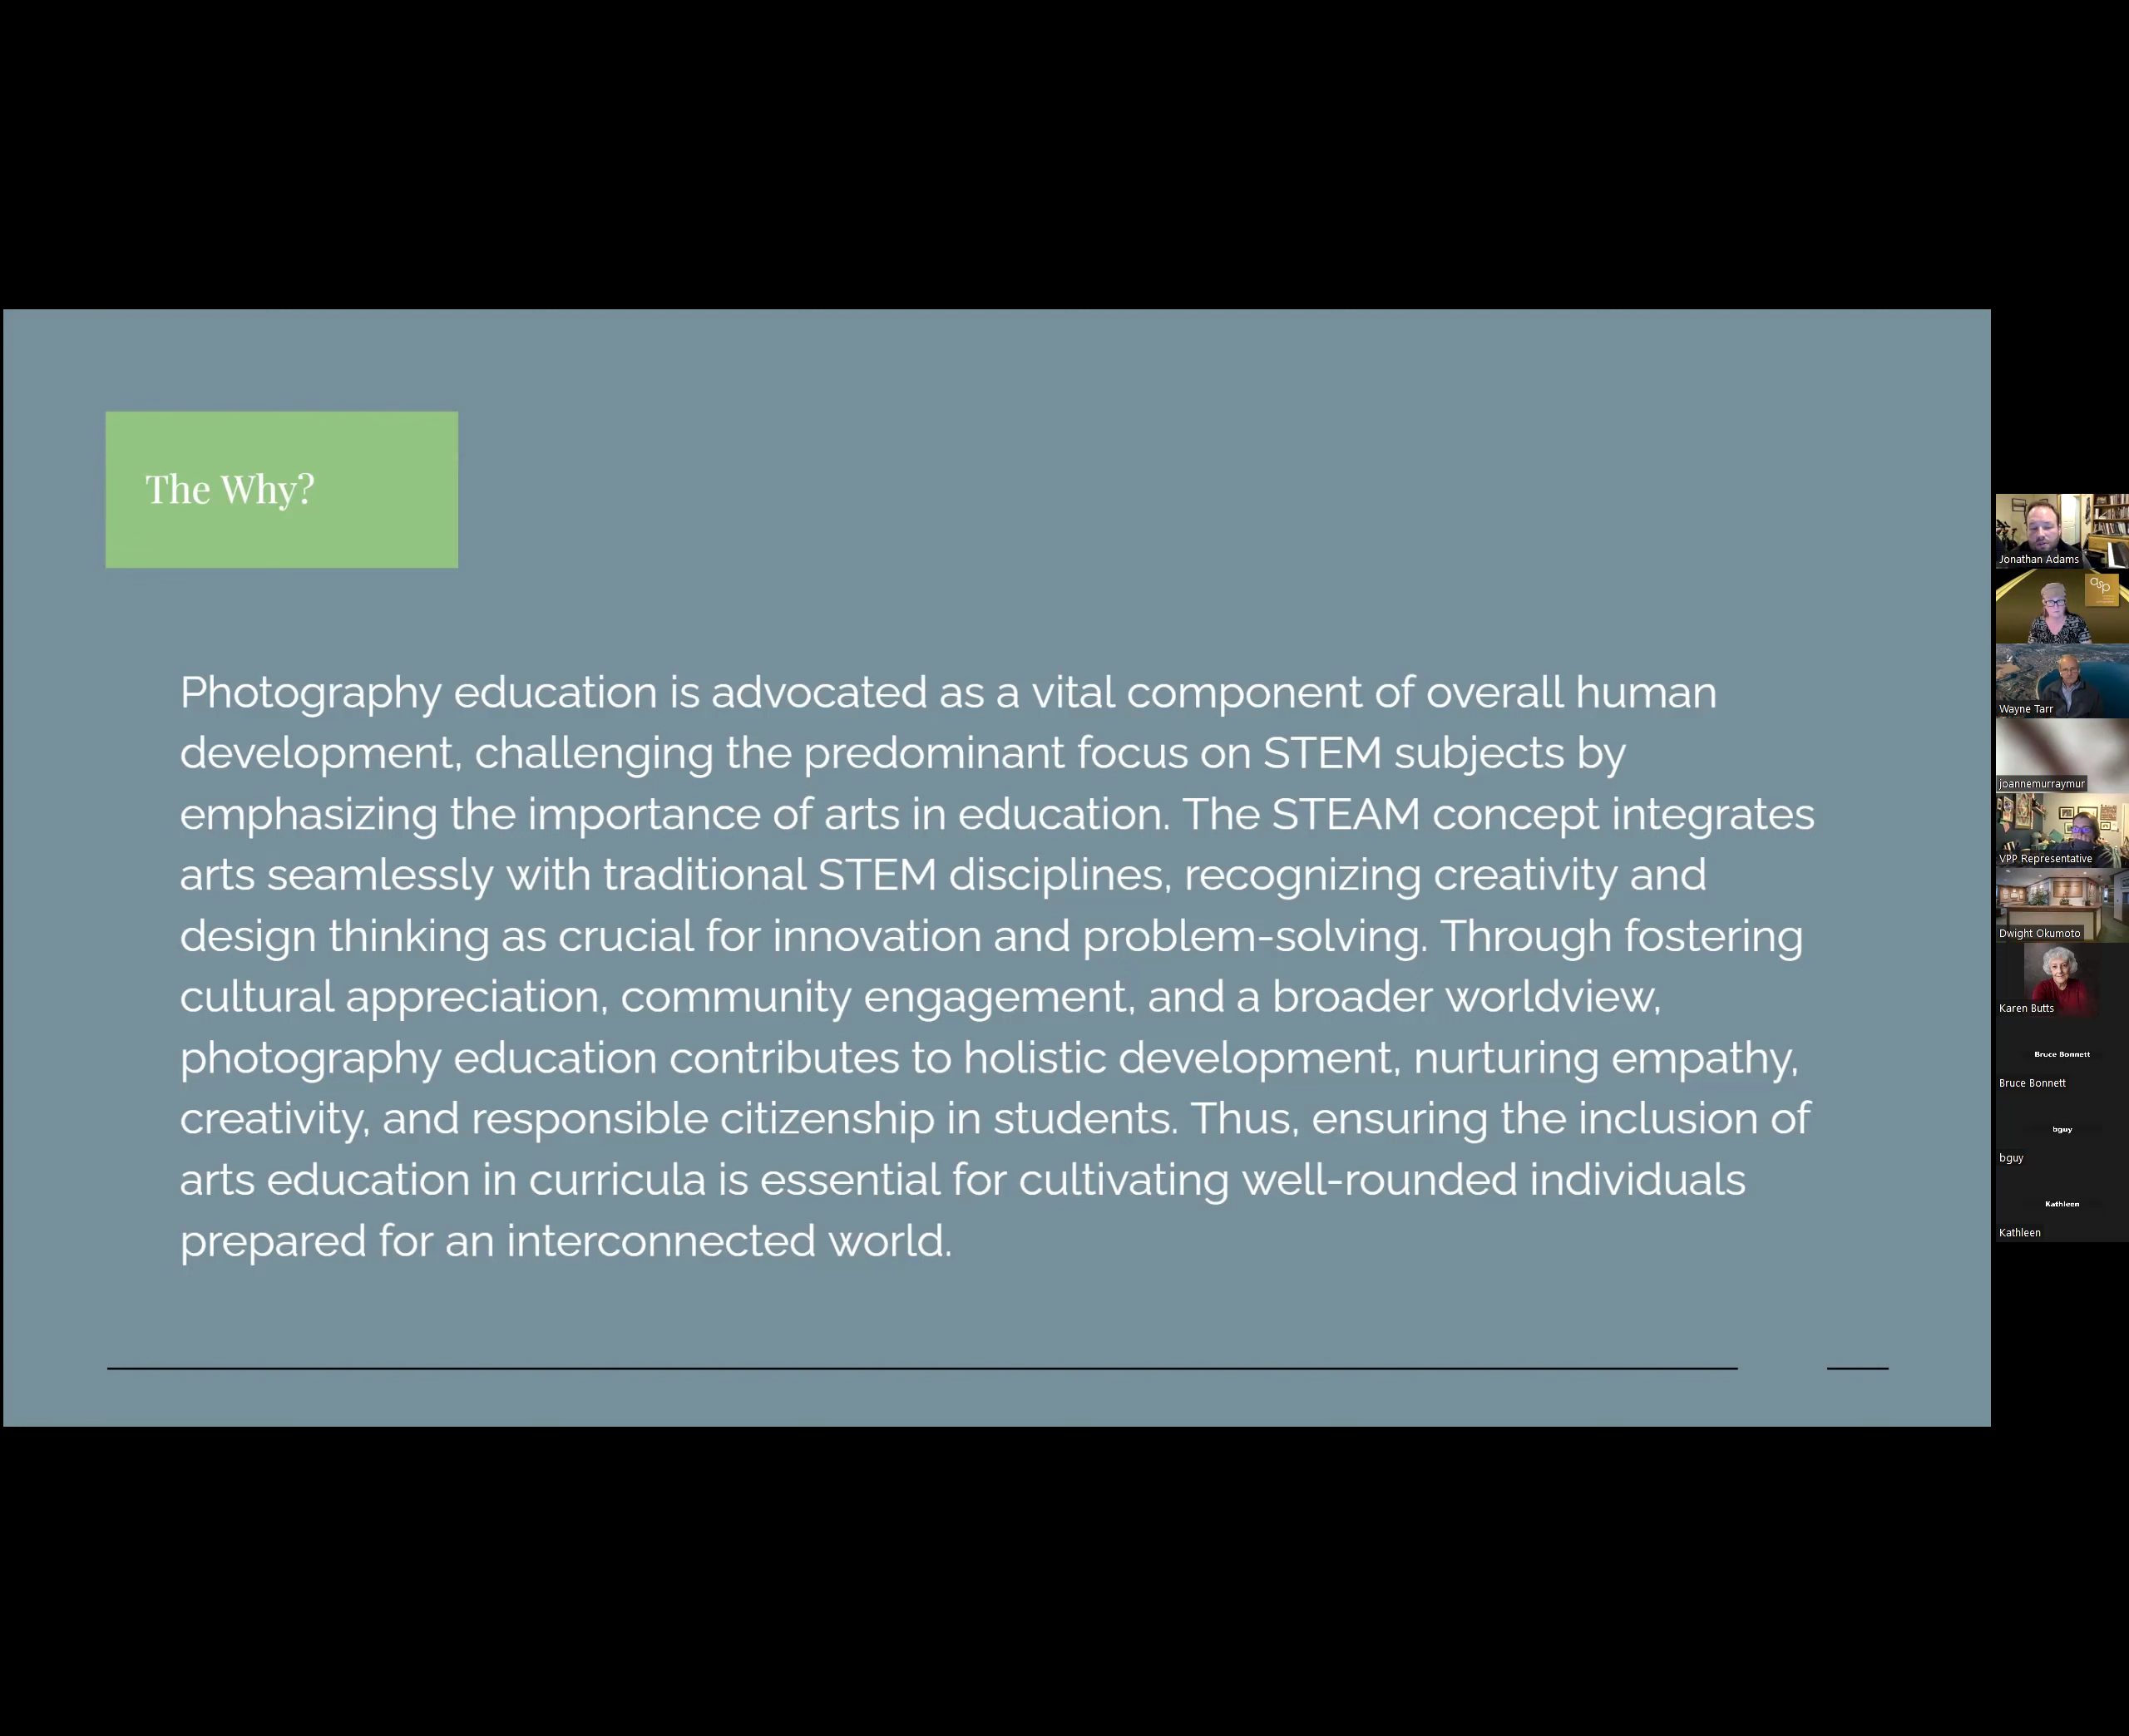 The Why?
Photography education is advocated as a vital component of overall human
development, challenging the predominant focus on STEM subjects by
emphasizing the importance of arts in education. The STEAM concept integrates
arts seamlessly with traditional STEM disciplines, recognizing creativity and
design thinking as crucial for innovation and problem-solving. Through fostering
cultural appreciation, community engagement, and a broader worldview,
photography education contributes to holistic development, nurturing empathy,
creativity, and responsible citizenship in students. Thus, ensuring the inclusion of
arts education in curricula is essential for cultivating well-rounded individuals
prepared for an interconnected world.
Jonathan Adams
asp
Wayne Tarr
joannemurraymur
VPP Representative
Dwight Okumoto
Karen Butts
Bruce Bonnett
Bruce Bonnett
bguy
bguy
Kathleen
Kathleen